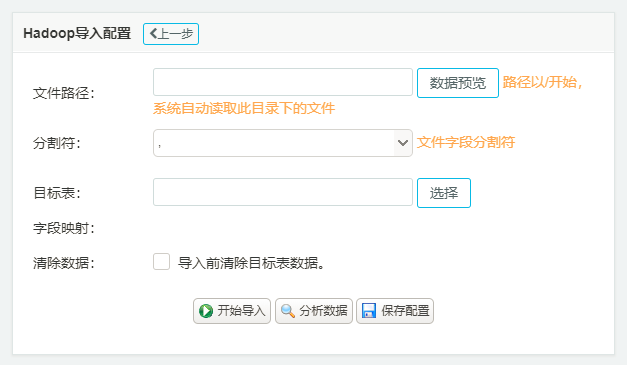 Hadoop导入配置 上一步
文件路径: 数据预览 路径以/开始,
系统自动读取此目录下的文件
分割符: , 文件字段分割符
目标表: 选择
字段映射:
清除数据: 导入前清除目标表数据。
开始导入 分析数据 保存配置